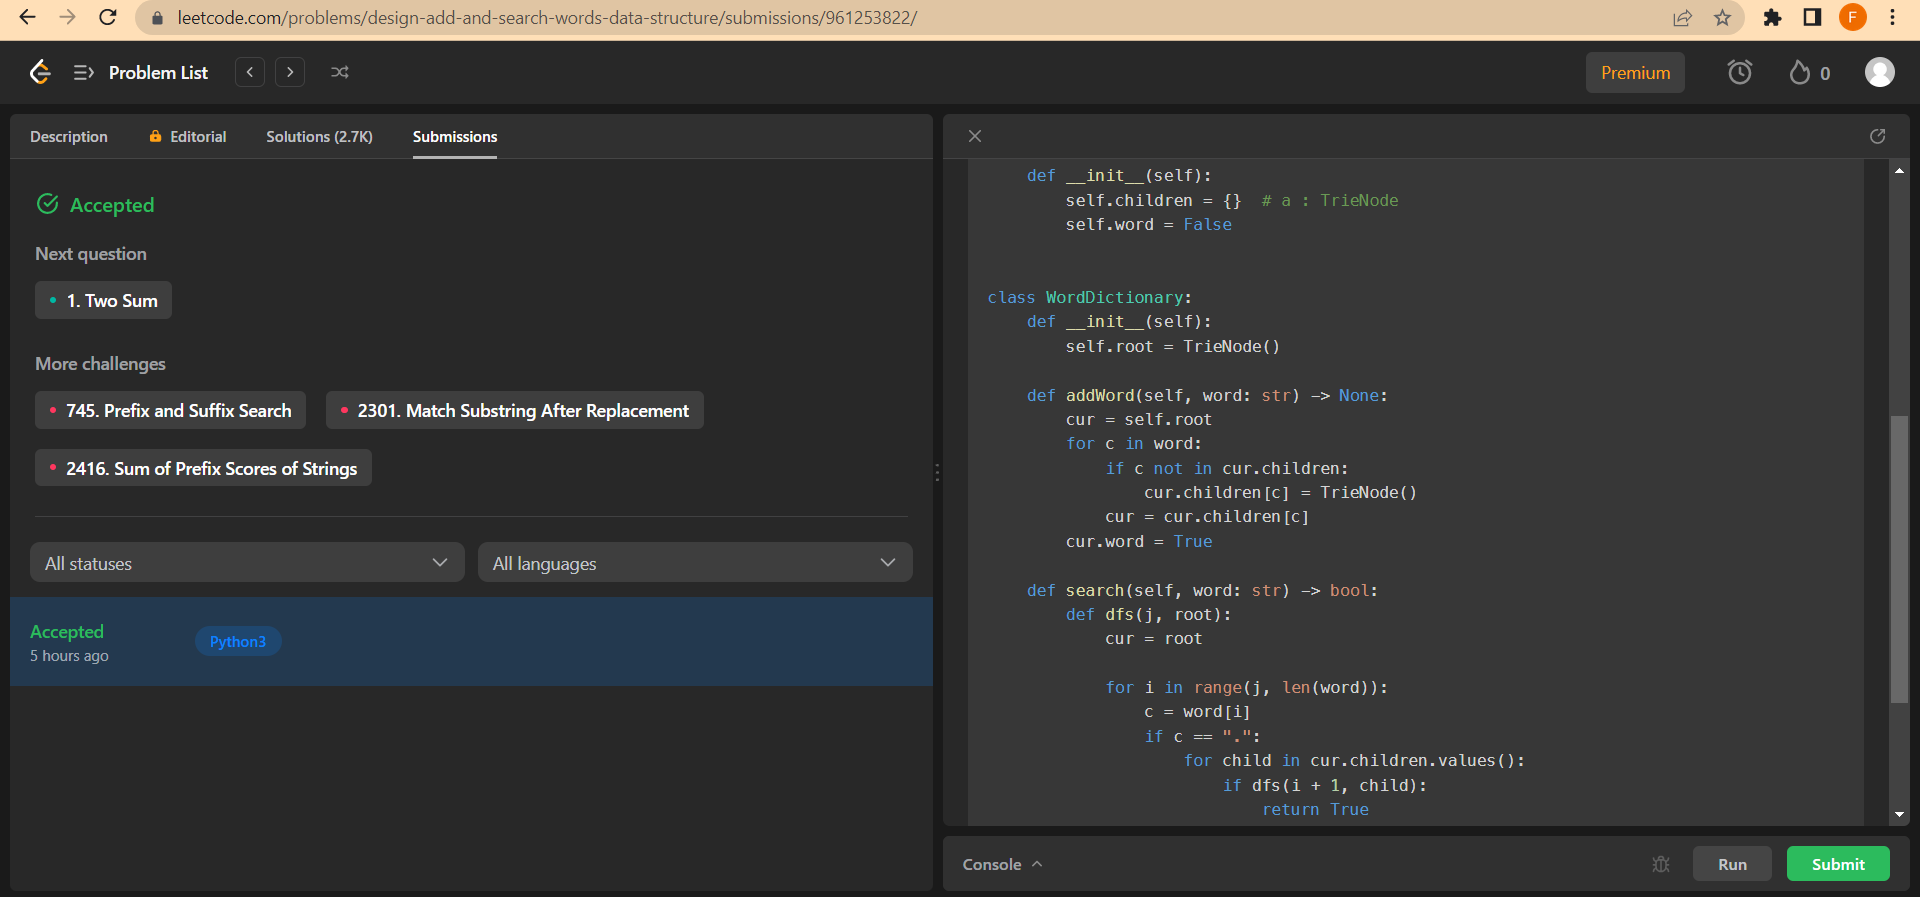 leetcode.com/problems/design-add-and-search-words-data-structure/submissions/961253822/
F
Problem List
Premium
0
Description
Editorial
Solutions (2.7K)
Submissions
Accepted
Next question
1. Two Sum
More challenges
745. Prefix and Suffix Search
2301. Match Substring After Replacement
2416. Sum of Prefix Scores of Strings
All statuses
All languages
Accepted
Python3
5 hours ago
    def __init__(self):
        self.children = {}  # a : TrieNode
        self.word = False
class WordDictionary:
    def __init__(self):
        self.root = TrieNode()
    def addWord(self, word: str) -> None:
        cur = self.root
        for c in word:
            if c not in cur.children:
                cur.children[c] = TrieNode()
            cur = cur.children[c]
        cur.word = True
    def search(self, word: str) -> bool:
        def dfs(j, root):
            cur = root
            for i in range(j, len(word)):
                c = word[i]
                if c == ".":
                    for child in cur.children.values():
                        if dfs(i + 1, child):
                            return True
Console
Run
Submit